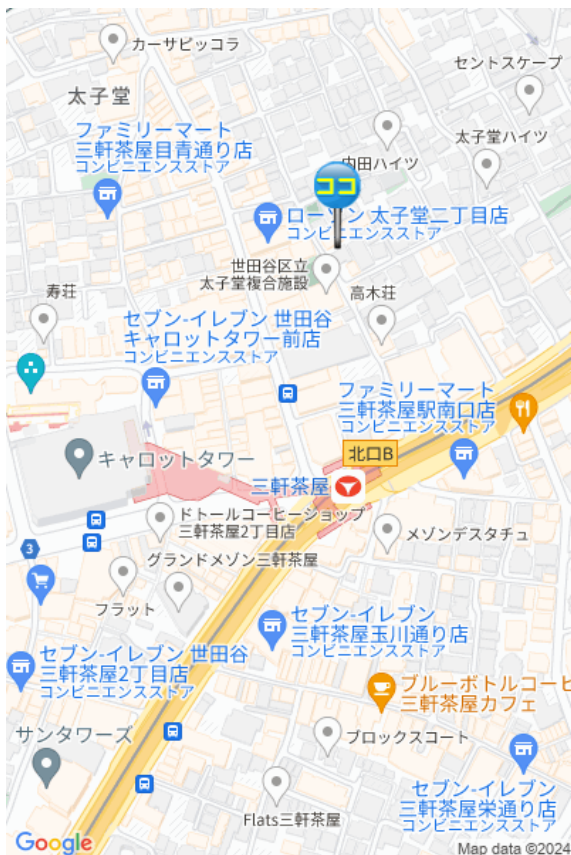 カーサピッコラ
セントスケープ
太子堂
ファミリーマート
三軒茶屋目青通り店
コンビニエンスストア
太子堂ハイツ
内田ハイツ
ココ
ローソン 太子堂二丁目店
コンビニエンスストア
世田谷区立
太子堂複合施設
寿荘
高木荘
セブン-イレブン 世田谷
キャロットタワー前店
コンビニエンスストア
ファミリーマート
三軒茶屋駅南口店
コンビニエンスストア
北口B
キャロットタワー
三軒茶屋
ドトールコーヒーショップ
三軒茶屋2丁目店
メゾンデスタチュ
3
グランドメゾン三軒茶屋
フラット
セブン-イレブン
三軒茶屋玉川通り店
コンビニエンスストア
セブン-イレブン 世田谷
三軒茶屋2丁目店
コンビニエンスストア
ブルーボトルコーヒ
三軒茶屋カフェ
サンタワーズ
ブロックスコート
セブン-イレブン
三軒茶屋栄通り店
コンビニエンスストア
Flats三軒茶屋
Google
Map data ©2024